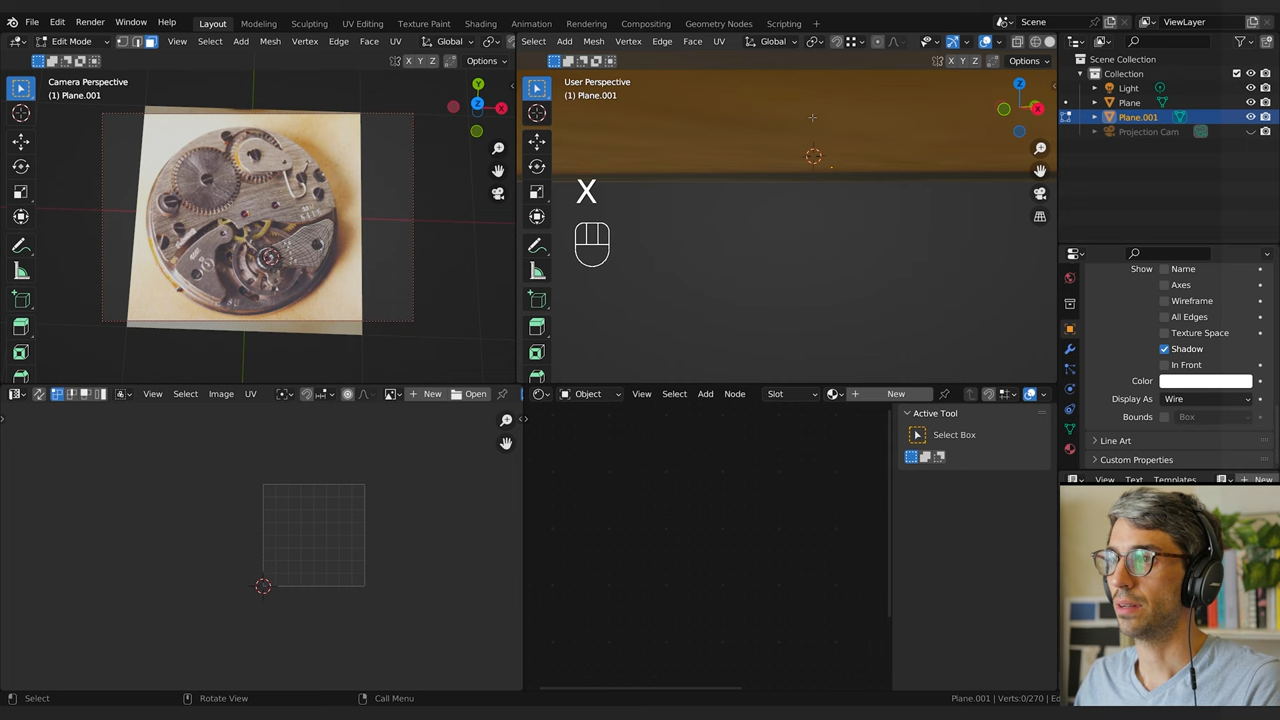 File Edit Render Window Help Layout Modeling Sculpting UV Editing Texture Paint Shading Animation Rendering Compositing Geometry Nodes Scripting + Scene ViewLayer
Edit Mode View Select Add Mesh Vertex Edge Face UV Global
Select Add Mesh Vertex Edge Face UV Global
X Y Z Options
X Y Z Options
Camera Perspective
(1) Plane.001
User Perspective
(1) Plane.001
Y
Z
X
Z
X
X
Scene Collection
Collection
Light
Plane
Plane.001
Projection Cam
Show Name
Axes
Wireframe
All Edges
Texture Space
Shadow
In Front
Color
Display As Wire
Bounds Box
Line Art
Custom Properties
View Text Templates New
View Select Image UV New Open
Object View Select Add Node Slot New
Active Tool
Select Box
Select Rotate View Call Menu Plane.001 | Verts:0/270 | Ed